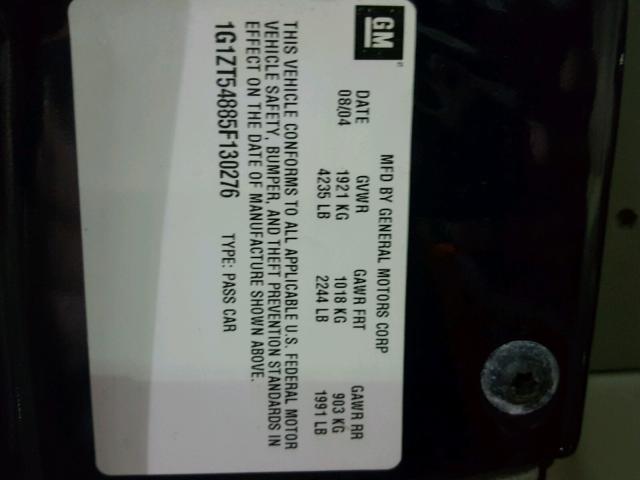 GM
MFD BY GENERAL MOTORS CORP
DATE GVWR GAWR FRT GAWR RR
08/04 1921 KG 1018 KG 903 KG
4235 LB 2244 LB 1991 LB
THIS VEHICLE CONFORMS TO ALL APPLICABLE U.S. FEDERAL MOTOR
VEHICLE SAFETY, BUMPER, AND THEFT PREVENTION STANDARDS IN
EFFECT ON THE DATE OF MANUFACTURE SHOWN ABOVE.
1G1ZT54885F130276 TYPE: PASS CAR